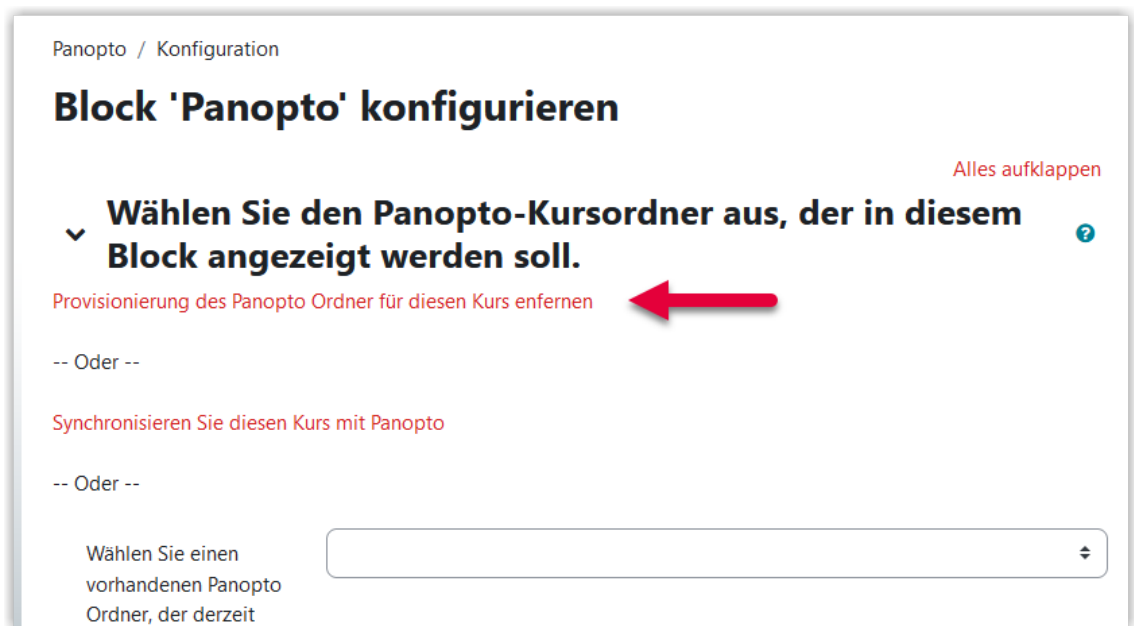 Panopto / Konfiguration
Block 'Panopto' konfigurieren
Alles aufklappen
Wählen Sie den Panopto-Kursordner aus, der in diesem
Block angezeigt werden soll.
Provisionierung des Panopto Ordner für diesen Kurs enfernen
-- Oder --
Synchronisieren Sie diesen Kurs mit Panopto
-- Oder --
Wählen Sie einen
vorhandenen Panopto
Ordner, der derzeit